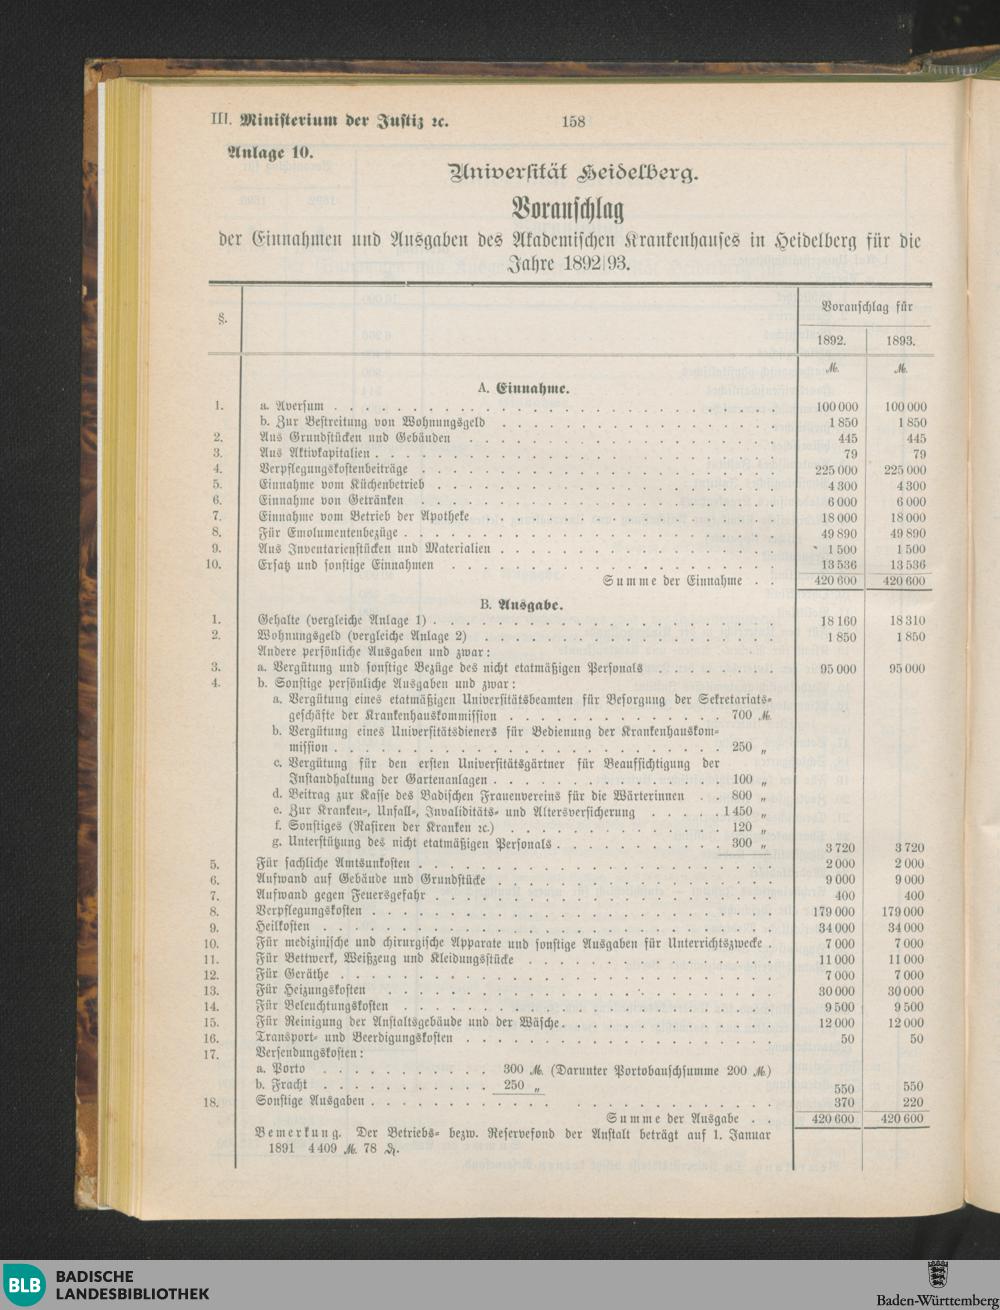 III. Ministerium der Justiz ꝛc. 158
Anlage 10.
Universität Heidelberg.
Voranschlag
der Einnahmen und Ausgaben des Akademischen Krankenhauses in Heidelberg für die
Jahre 1892/93.
§. Voranschlag für
1892. 1893.
ℳ. ℳ.
A. Einnahme.
1. a. Aversum . . . 100 000 100 000
b. Zur Bestreitung von Wohnungsgeld . . . 1 850 1 850
2. Aus Grundstücken und Gebäuden . . . 445 445
3. Aus Aktivkapitalien . . . 79 79
4. Verpflegungskostenbeiträge . . . 225 000 225 000
5. Einnahme vom Küchenbetrieb . . . 4 300 4 300
6. Einnahme von Getränken . . . 6 000 6 000
7. Einnahme vom Betrieb der Apotheke . . . 18 000 18 000
8. Für Emolumentenbezüge . . . 49 890 49 890
9. Aus Inventarienstücken und Materialien . . . 1 500 1 500
10. Ersatz und sonstige Einnahmen . . . 13 536 13 536
Summe der Einnahme . . 420 600 420 600
B. Ausgabe.
1. Gehalte (vergleiche Anlage 1) . . . 18 160 18 310
2. Wohnungsgeld (vergleiche Anlage 2) . . . 1 850 1 850
Andere persönliche Ausgaben und zwar:
3. a. Vergütung und sonstige Bezüge des nicht etatmäßigen Personals . . . 95 000 95 000
4. b. Sonstige persönliche Ausgaben und zwar:
a. Vergütung eines etatmäßigen Universitätsbeamten für Besorgung der Sekretariats-
geschäfte der Krankenhauskommission . . . 700 ℳ.
b. Vergütung eines Universitätsdieners für Bedienung der Krankenhauskom-
mission . . . 250 „
c. Vergütung für den ersten Universitätsgärtner für Beaufsichtigung der
Instandhaltung der Gartenanlagen . . . 100 „
d. Beitrag zur Kasse des Badischen Frauenvereins für die Wärterinnen . 800 „
e. Zur Kranken-, Unfall-, Invaliditäts- und Altersversicherung . . . 1 450 „
f. Sonstiges (Rasiren der Kranken ꝛc.) . . . 120 „
g. Unterstützung des nicht etatmäßigen Personals . . . 300 „ 3 720 3 720
5. Für sachliche Amtsunkosten . . . 2 000 2 000
6. Aufwand auf Gebäude und Grundstücke . . . 9 000 9 000
7. Aufwand gegen Feuersgefahr . . . 400 400
8. Verpflegungskosten . . . 179 000 179 000
9. Heilkosten . . . 34 000 34 000
10. Für medizinische und chirurgische Apparate und sonstige Ausgaben für Unterrichtszwecke . 7 000 7 000
11. Für Bettwerk, Weißzeug und Kleidungsstücke . . . 11 000 11 000
12. Für Geräthe . . . 7 000 7 000
13. Für Heizungskosten . . . 30 000 30 000
14. Für Beleuchtungskosten . . . 9 500 9 500
15. Für Reinigung der Anstaltsgebäude und der Wäsche . . . 12 000 12 000
16. Transport- und Beerdigungskosten . . . 50 50
17. Versendungskosten:
a. Porto . . . 300 ℳ. (Darunter Portobauschsumme 200 ℳ.)
b. Fracht . . . 250 „ 550 550
18. Sonstige Ausgaben . . . 370 220
Summe der Ausgabe . . 420 600 420 600
Bemerkung. Der Betriebs- bezw. Reservefond der Anstalt beträgt auf 1. Januar
1891 4 409 ℳ. 78 ₰.
BLB BADISCHE
LANDESBIBLIOTHEK
Baden-Württemberg